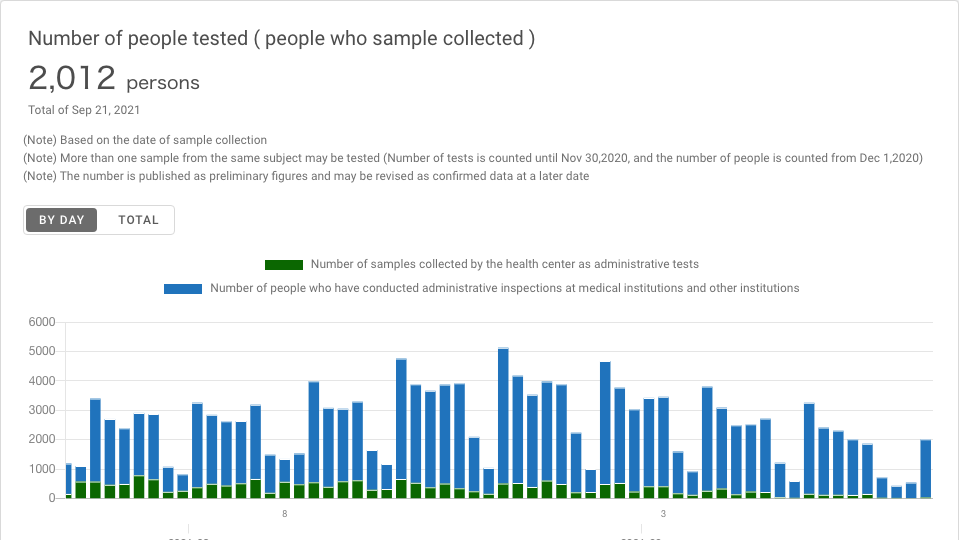 Number of people tested ( people who sample collected )
2,012 persons
Total of Sep 21, 2021
(Note) Based on the date of sample collection
(Note) More than one sample from the same subject may be tested (Number of tests is counted until Nov 30,2020, and the number of people is counted from Dec 1,2020)
(Note) The number is published as preliminary figures and may be revised as confirmed data at a later date
BY DAY TOTAL
Number of samples collected by the health center as administrative tests
Number of people who have conducted administrative inspections at medical institutions and other institutions
6000
5000
4000
3000
2000
1000
0
8 3